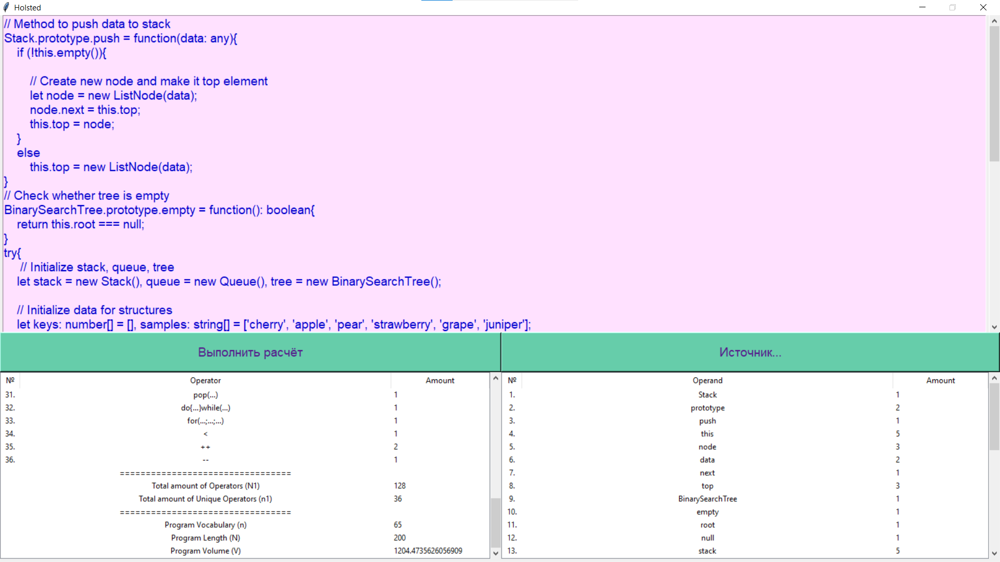 Holsted
// Method to push data to stack
Stack.prototype.push = function(data: any){
    if (!this.empty()){
        // Create new node and make it top element
        let node = new ListNode(data);
        node.next = this.top;
        this.top = node;
    }
    else
        this.top = new ListNode(data);
}
// Check whether tree is empty
BinarySearchTree.prototype.empty = function(): boolean{
    return this.root === null;
}
try{
     // Initialize stack, queue, tree
    let stack = new Stack(), queue = new Queue(), tree = new BinarySearchTree();
    // Initialize data for structures
    let keys: number[] = [], samples: string[] = ['cherry', 'apple', 'pear', 'strawberry', 'grape', 'juniper'];
Выполнить расчёт
Источник...
№ Operator Amount
31. pop(...) 1
32. do{...}while(...) 1
33. for(...;...;...) 1
34. < 1
35. ++ 2
36. -- 1
=================================
Total amount of Operators (N1) 128
Total amount of Unique Operators (n1) 36
=================================
Program Vocabulary (n) 65
Program Length (N) 200
Program Volume (V) 1204.4735626056909
№ Operand Amount
1. Stack 1
2. prototype 2
3. push 1
4. this 5
5. node 3
6. data 2
7. next 1
8. top 3
9. BinarySearchTree 1
10. empty 1
11. root 1
12. null 1
13. stack 5